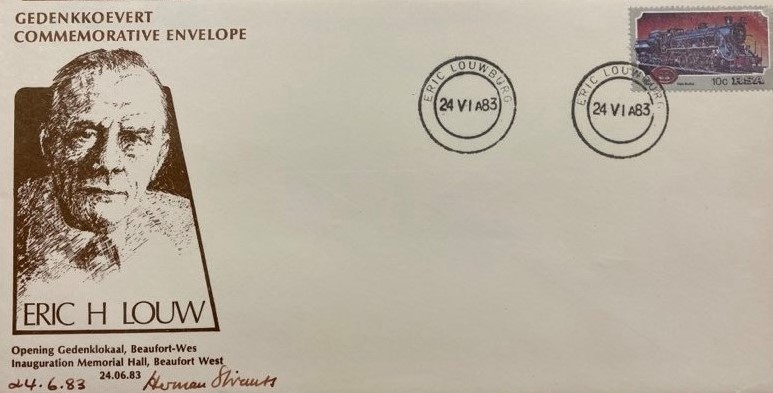 GEDENKKOEVERT
COMMEMORATIVE ENVELOPE
ERIC LOUWBURG
24 VI A83
ERIC LOUWBURG
24 VI A83
10c RSA
ERIC H LOUW
Opening Gedenklokaal, Beaufort-Wes
Inauguration Memorial Hall, Beaufort West
24.06.83
24.6.83 Herman Strauss